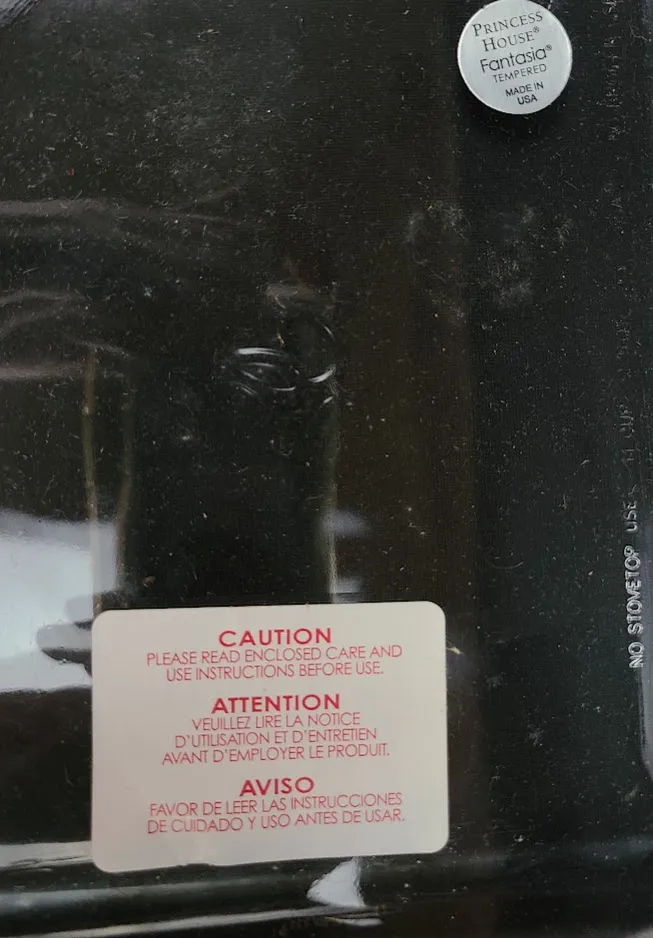 PRINCESS
HOUSE®
Fantasia®
TEMPERED
MADE IN
USA
NO STOVETOP USE
CAUTION
PLEASE READ ENCLOSED CARE AND
USE INSTRUCTIONS BEFORE USE.
ATTENTION
VEUILLEZ LIRE LA NOTICE
D'UTILISATION ET D'ENTRETIEN
AVANT D'EMPLOYER LE PRODUIT.
AVISO
FAVOR DE LEER LAS INSTRUCCIONES
DE CUIDADO Y USO ANTES DE USAR.